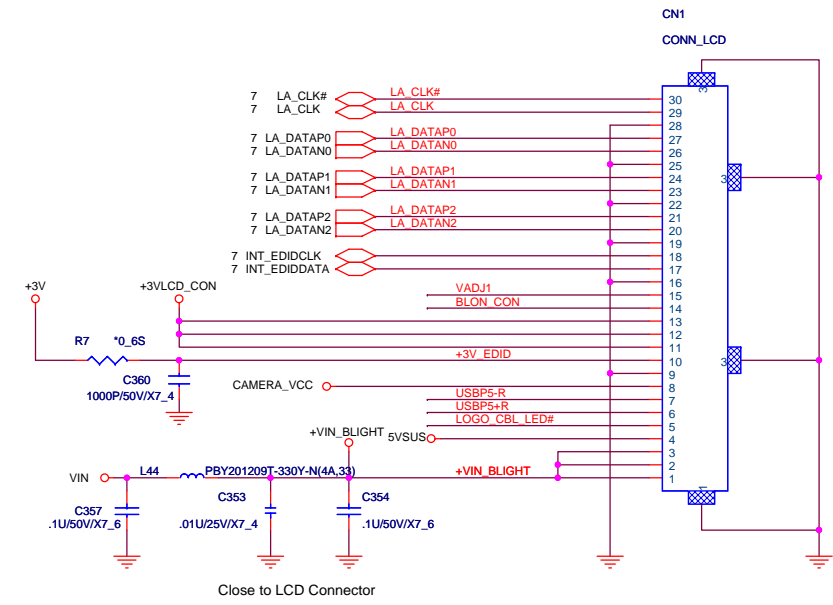 CN1
CONN_LCD
7 LA_CLK# LA_CLK# 30
7 LA_CLK LA_CLK 29
28
7 LA_DATAP0 LA_DATAP0 27
7 LA_DATAN0 LA_DATAN0 26
25
7 LA_DATAP1 LA_DATAP1 24
7 LA_DATAN1 LA_DATAN1 23
22
7 LA_DATAP2 LA_DATAP2 21
7 LA_DATAN2 LA_DATAN2 20
19
7 INT_EDIDCLK 18
7 INT_EDIDDATA 17
16
+3V +3VLCD_CON VADJ1 15
BLON_CON 14
13
12
R7 *0_6S 11
+3V_EDID 10
9
C360
1000P/50V/X7_4
CAMERA_VCC 8
USBP5-R 7
USBP5+R 6
LOGO_CBL_LED# 5
+VIN_BLIGHT 5VSUS 4
3
2
VIN L44 PBY201209T-330Y-N(4A,33) +VIN_BLIGHT 1
3
3
1
C357
.1U/50V/X7_6
C353
.01U/25V/X7_4
C354
.1U/50V/X7_6
Close to LCD Connector